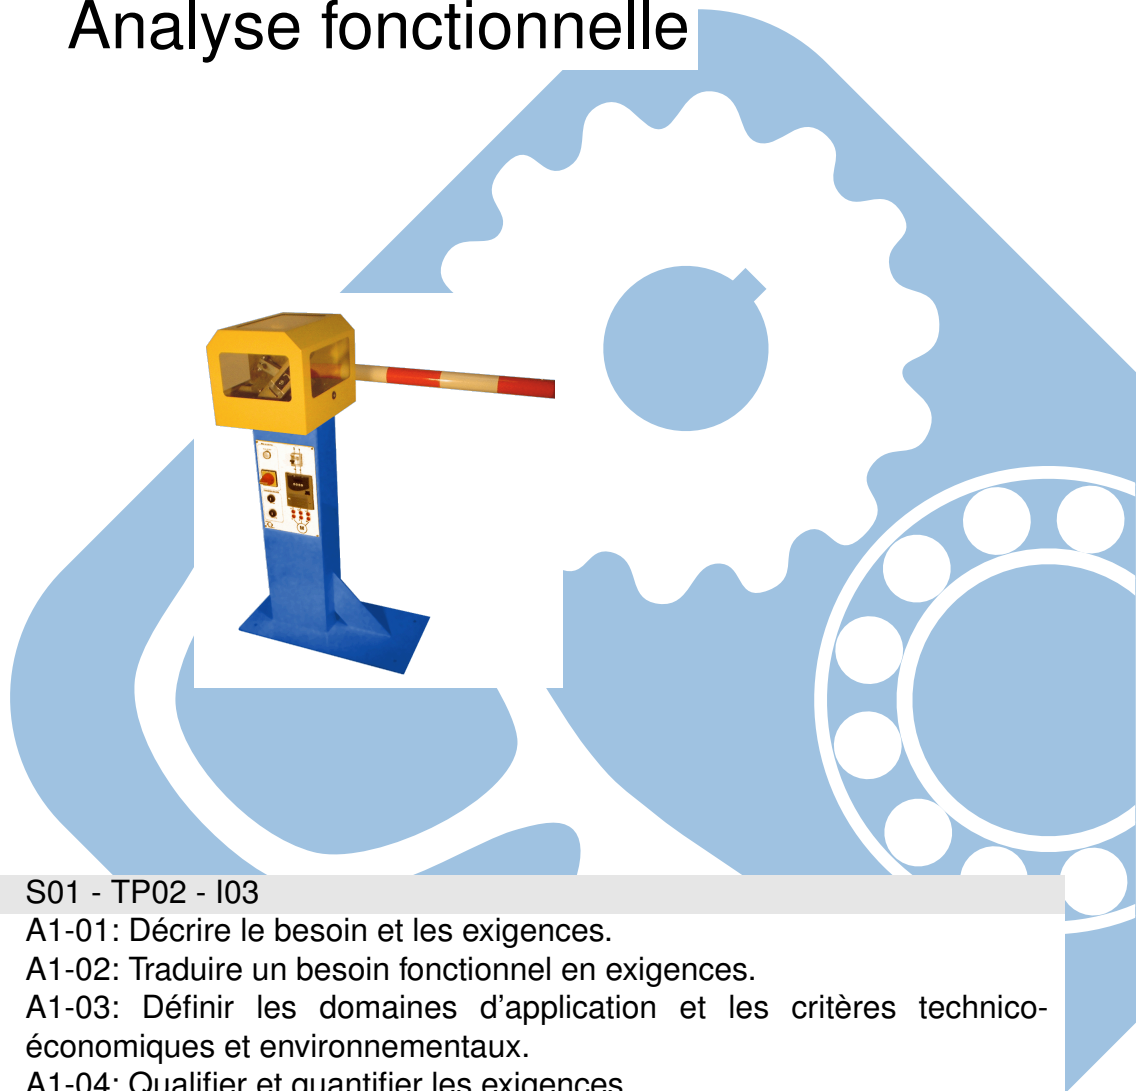 Analyse fonctionnelle
S01 - TP02 - I03
A1-01: Décrire le besoin et les exigences.
A1-02: Traduire un besoin fonctionnel en exigences.
A1-03: Définir les domaines d'application et les critères technico-
économiques et environnementaux.
A1-04: Qualifier et quantifier les exigences